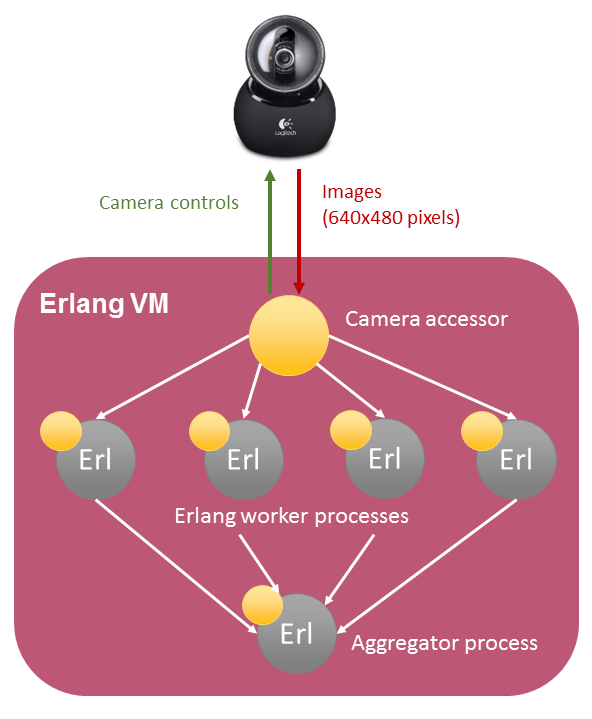 Logitech
Camera controls
Images
(640x480 pixels)
Erlang VM
Camera accessor
Erl
Erl
Erl
Erl
Erlang worker processes
Erl
Aggregator process